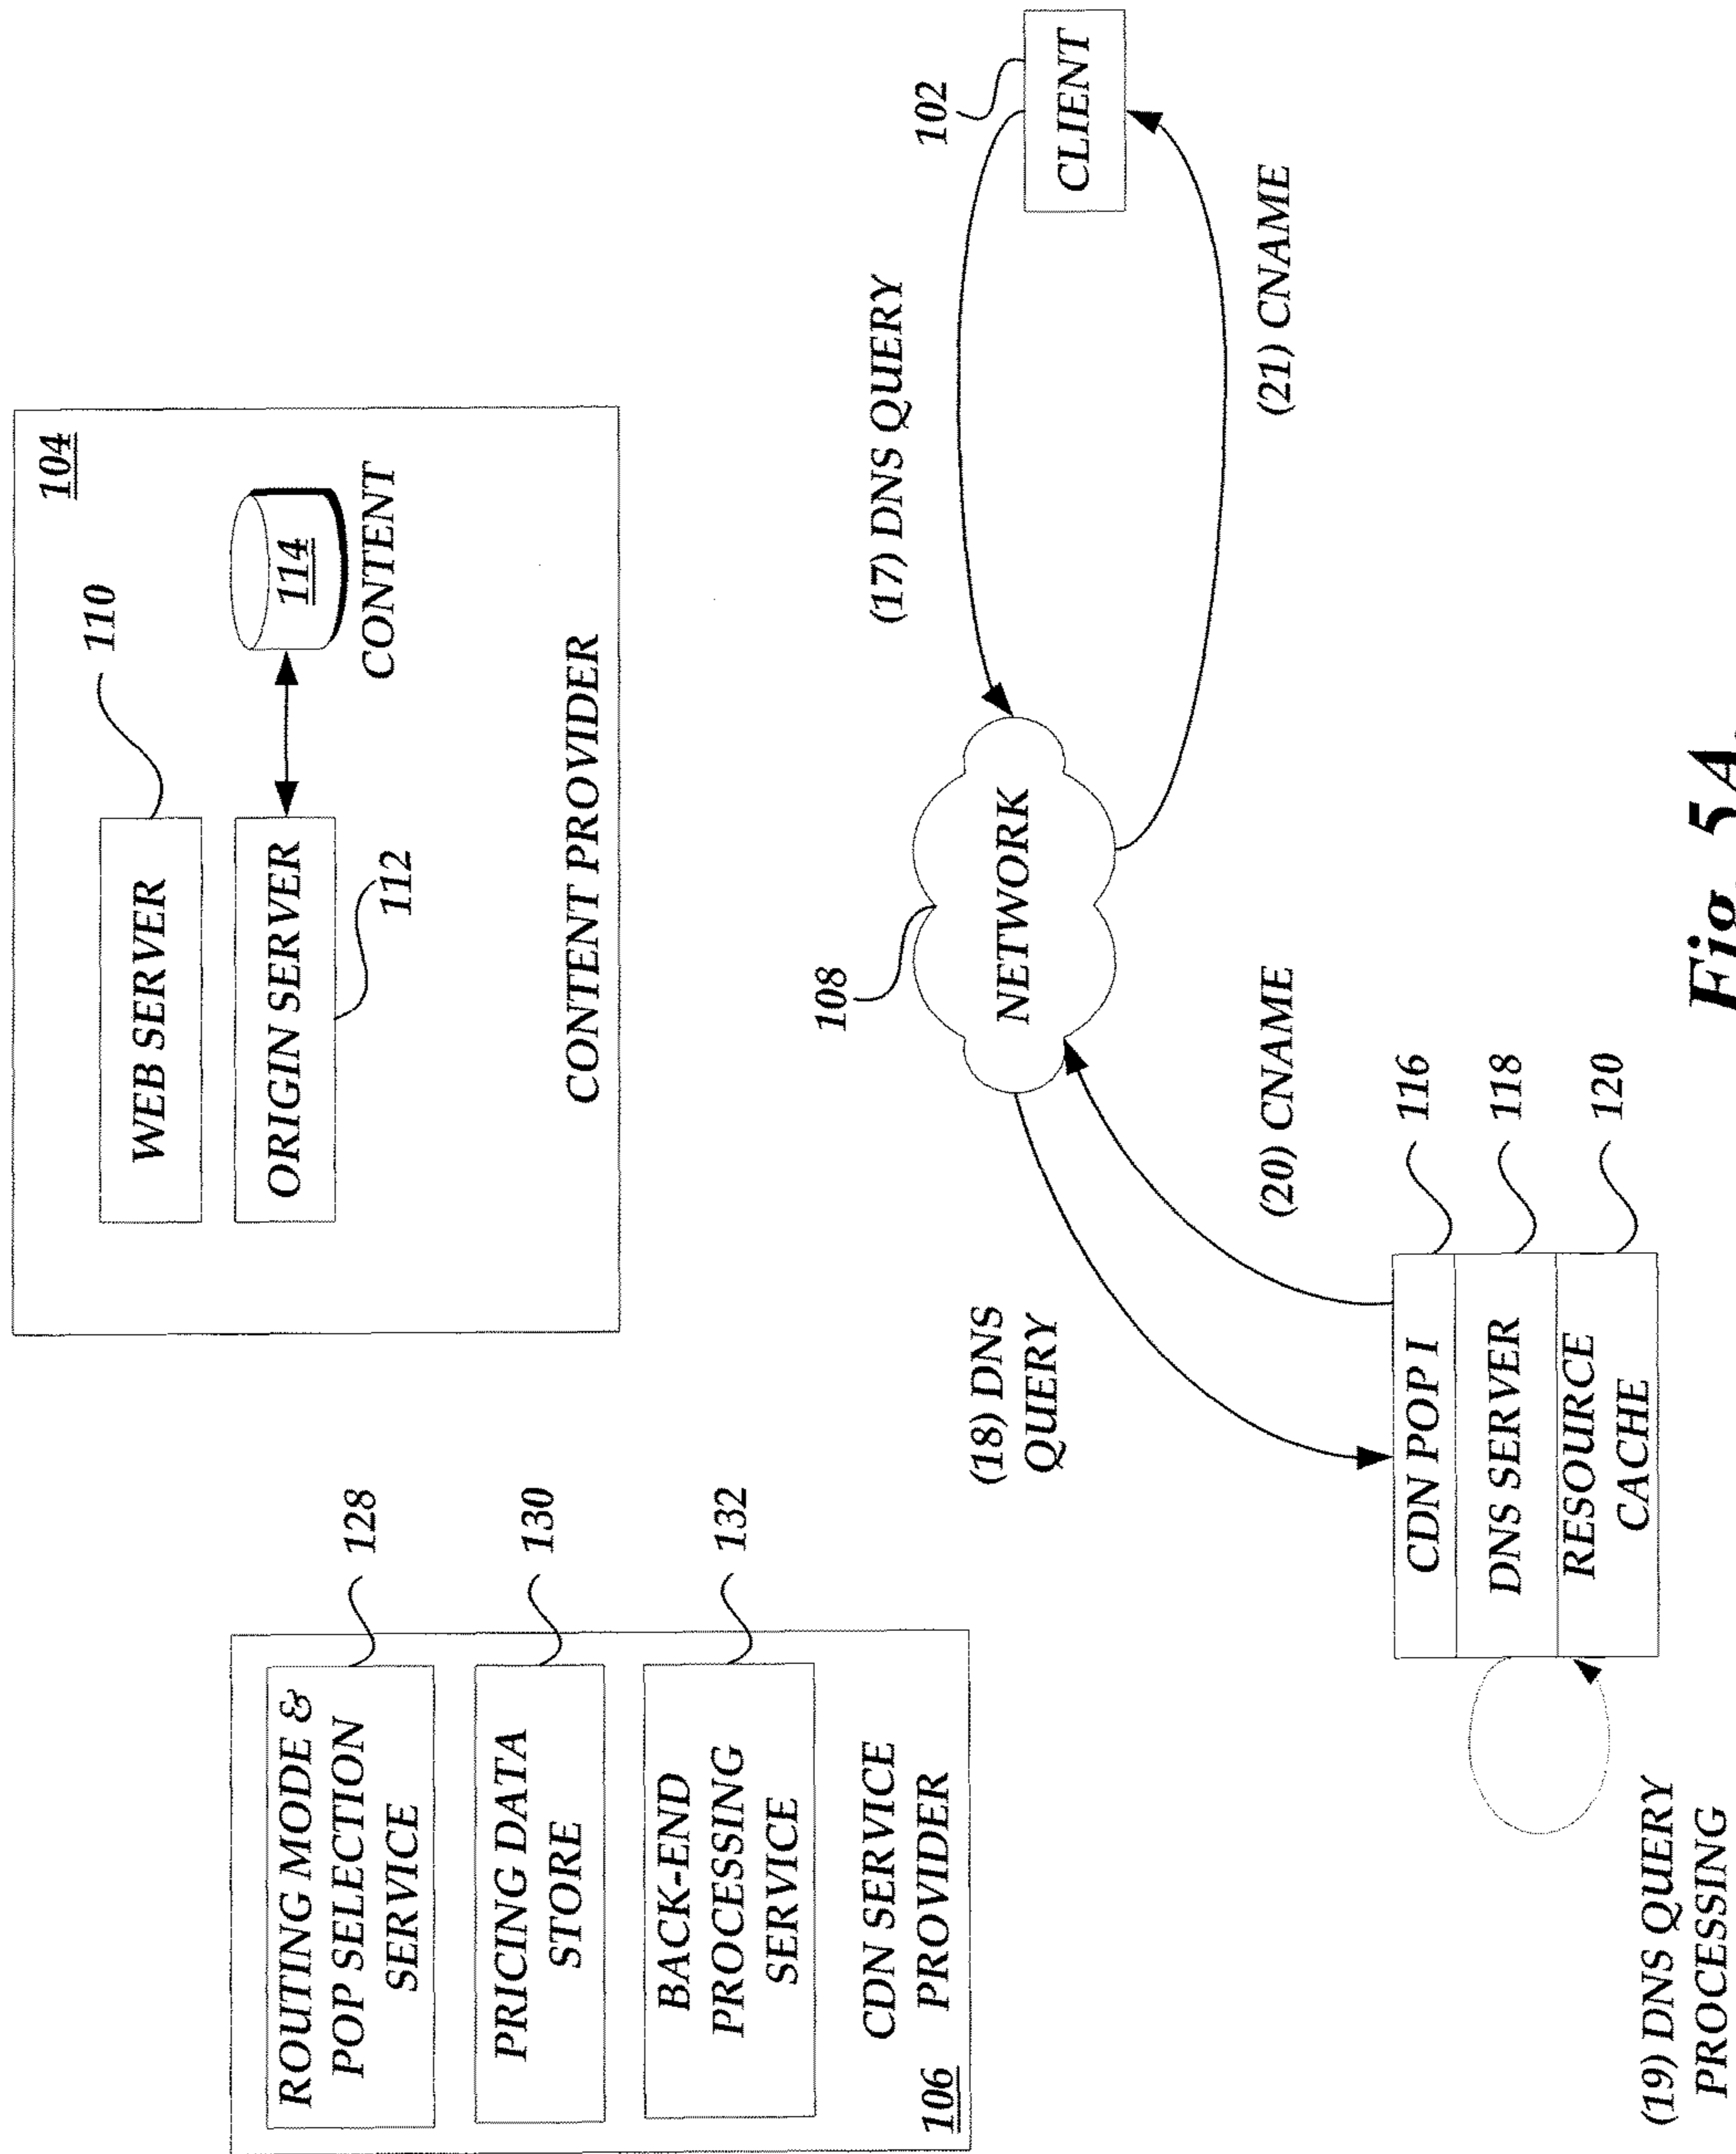 104
110
WEB SERVER
ORIGIN SERVER
114
CONTENT
112
CONTENT PROVIDER
ROUTING MODE &
POP SELECTION
SERVICE
128
PRICING DATA
STORE
130
BACK-END
PROCESSING
SERVICE
132
CDN SERVICE
PROVIDER
106
(17) DNS QUERY
102
CLIENT
108
NETWORK
(18) DNS
QUERY
(20) CNAME
(21) CNAME
CDN POP I
116
DNS SERVER
118
RESOURCE
CACHE
120
(19) DNS QUERY
PROCESSING
Fig. 5A.